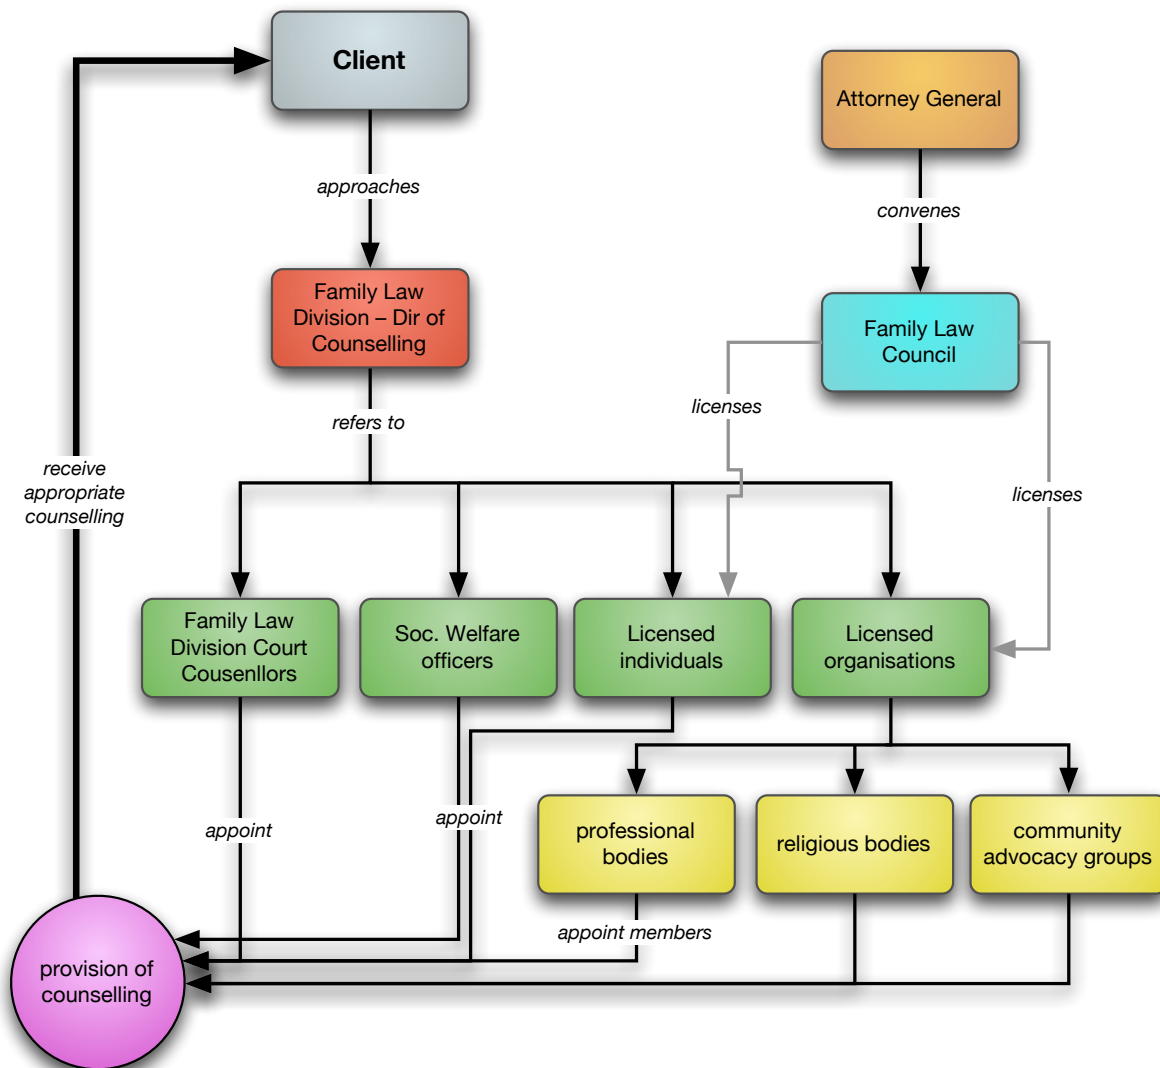 Client
Attorney General
approaches
convenes
Family Law
Division – Dir of
Counselling
Family Law
Council
licenses
refers to
receive
appropriate
counselling
licenses
Family Law
Division Court
Cousenllors
Soc. Welfare
officers
Licensed
individuals
Licensed
organisations
appoint
appoint
professional
bodies
religious bodies
community
advocacy groups
appoint members
provision of
counselling